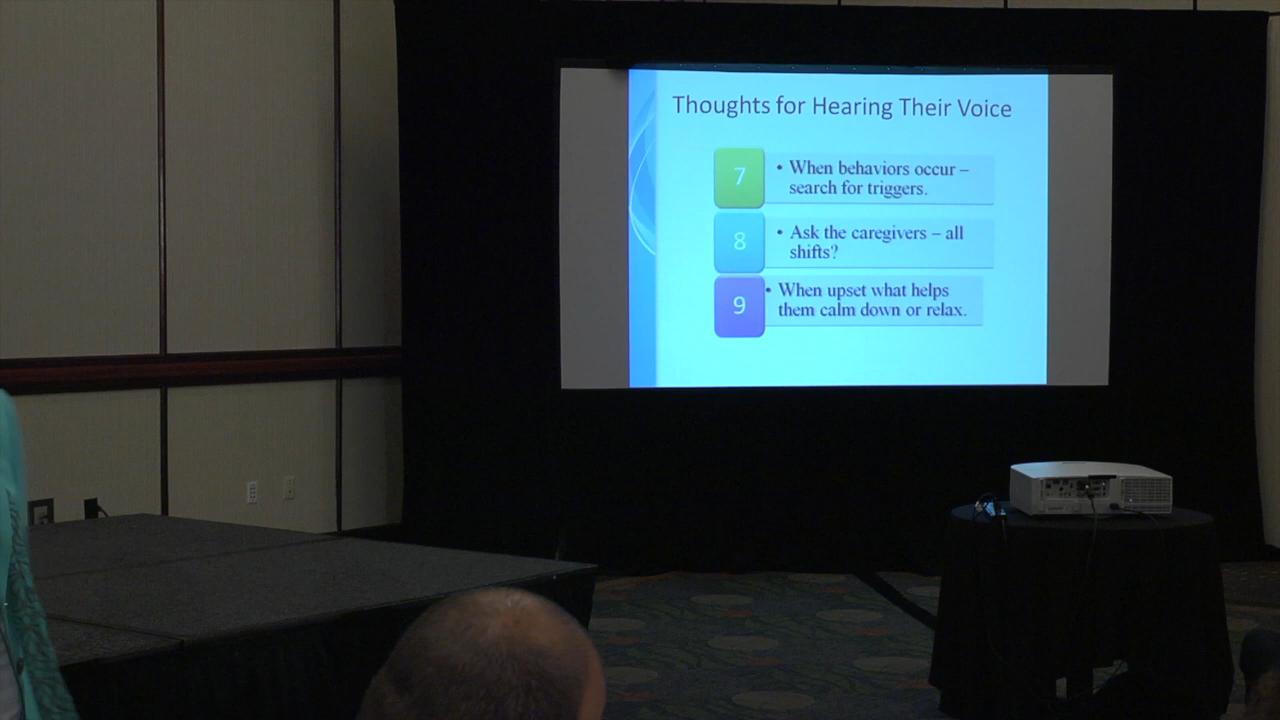 Thoughts for Hearing Their Voice
7
• When behaviors occur –
search for triggers.
8
• Ask the caregivers – all
shifts?
9
• When upset what helps
them calm down or relax.